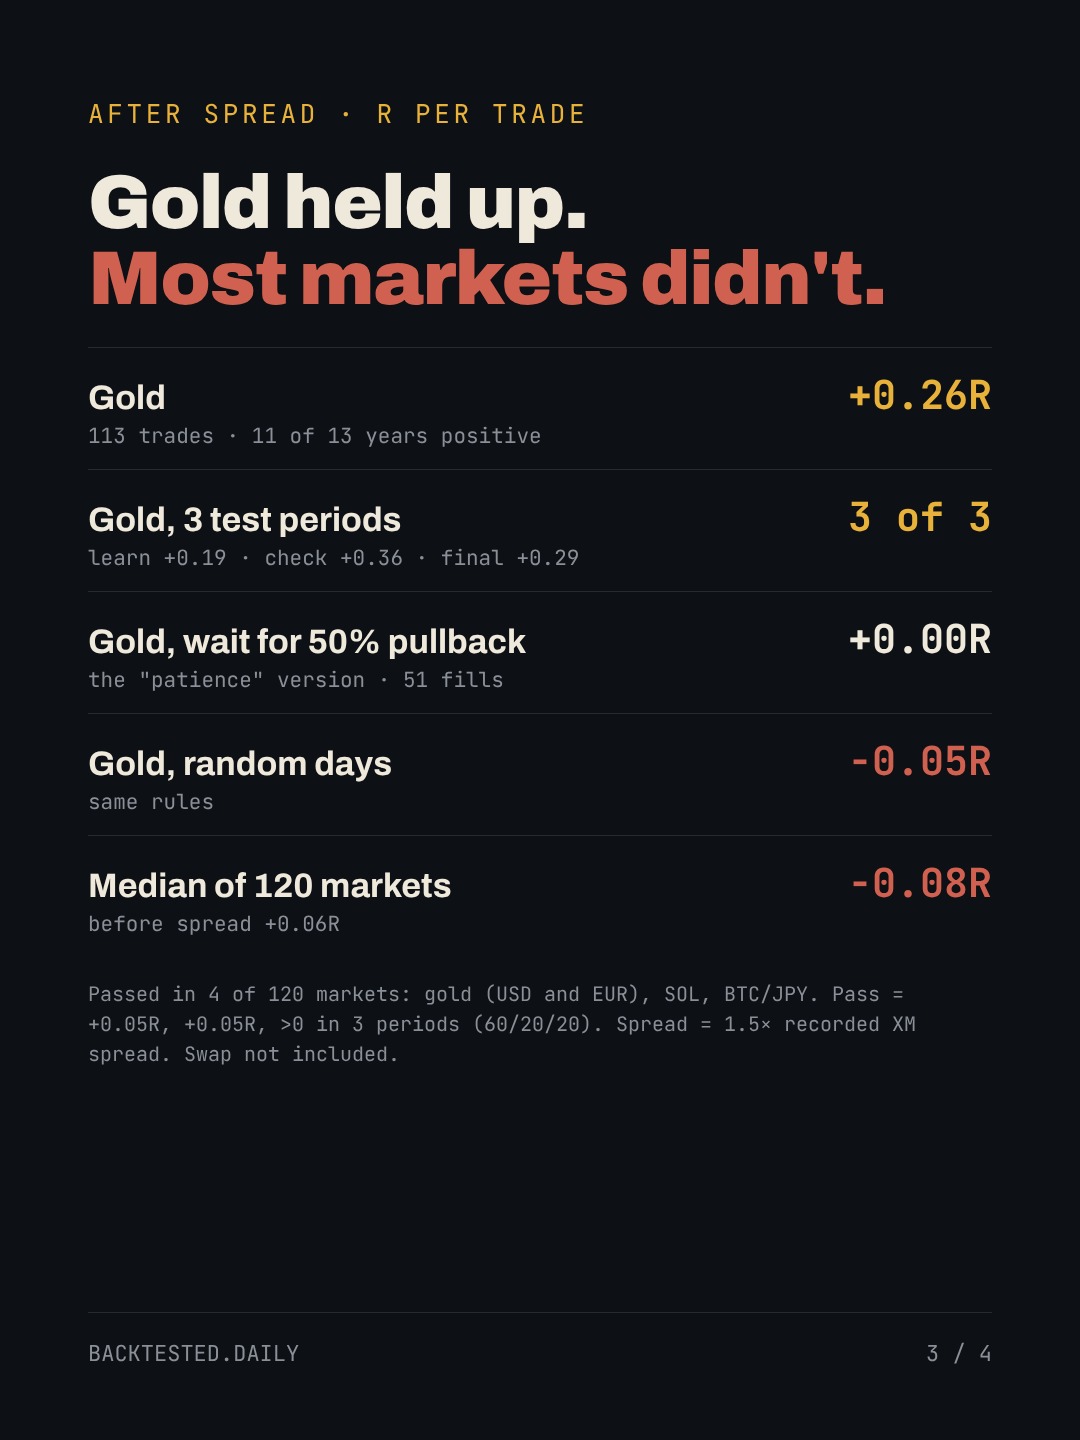 AFTER SPREAD · R PER TRADE
Gold held up.
Most markets didn't.
Gold
+0.26R
113 trades · 11 of 13 years positive
Gold, 3 test periods
3 of 3
learn +0.19 · check +0.36 · final +0.29
Gold, wait for 50% pullback
+0.00R
the "patience" version · 51 fills
Gold, random days
-0.05R
same rules
Median of 120 markets
-0.08R
before spread +0.06R
Passed in 4 of 120 markets: gold (USD and EUR), SOL, BTC/JPY. Pass =
+0.05R, +0.05R, >0 in 3 periods (60/20/20). Spread = 1.5× recorded XM
spread. Swap not included.
BACKTESTED.DAILY
3 / 4